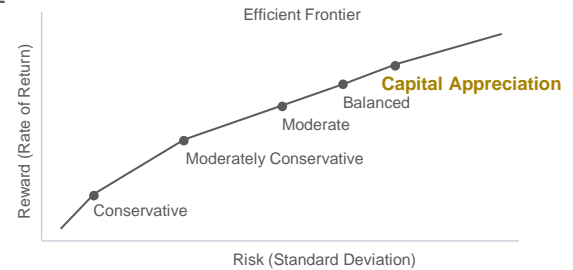 Efficient Frontier
Reward (Rate of Return)
Capital Appreciation
Balanced
Moderate
Moderately Conservative
Conservative
Risk (Standard Deviation)